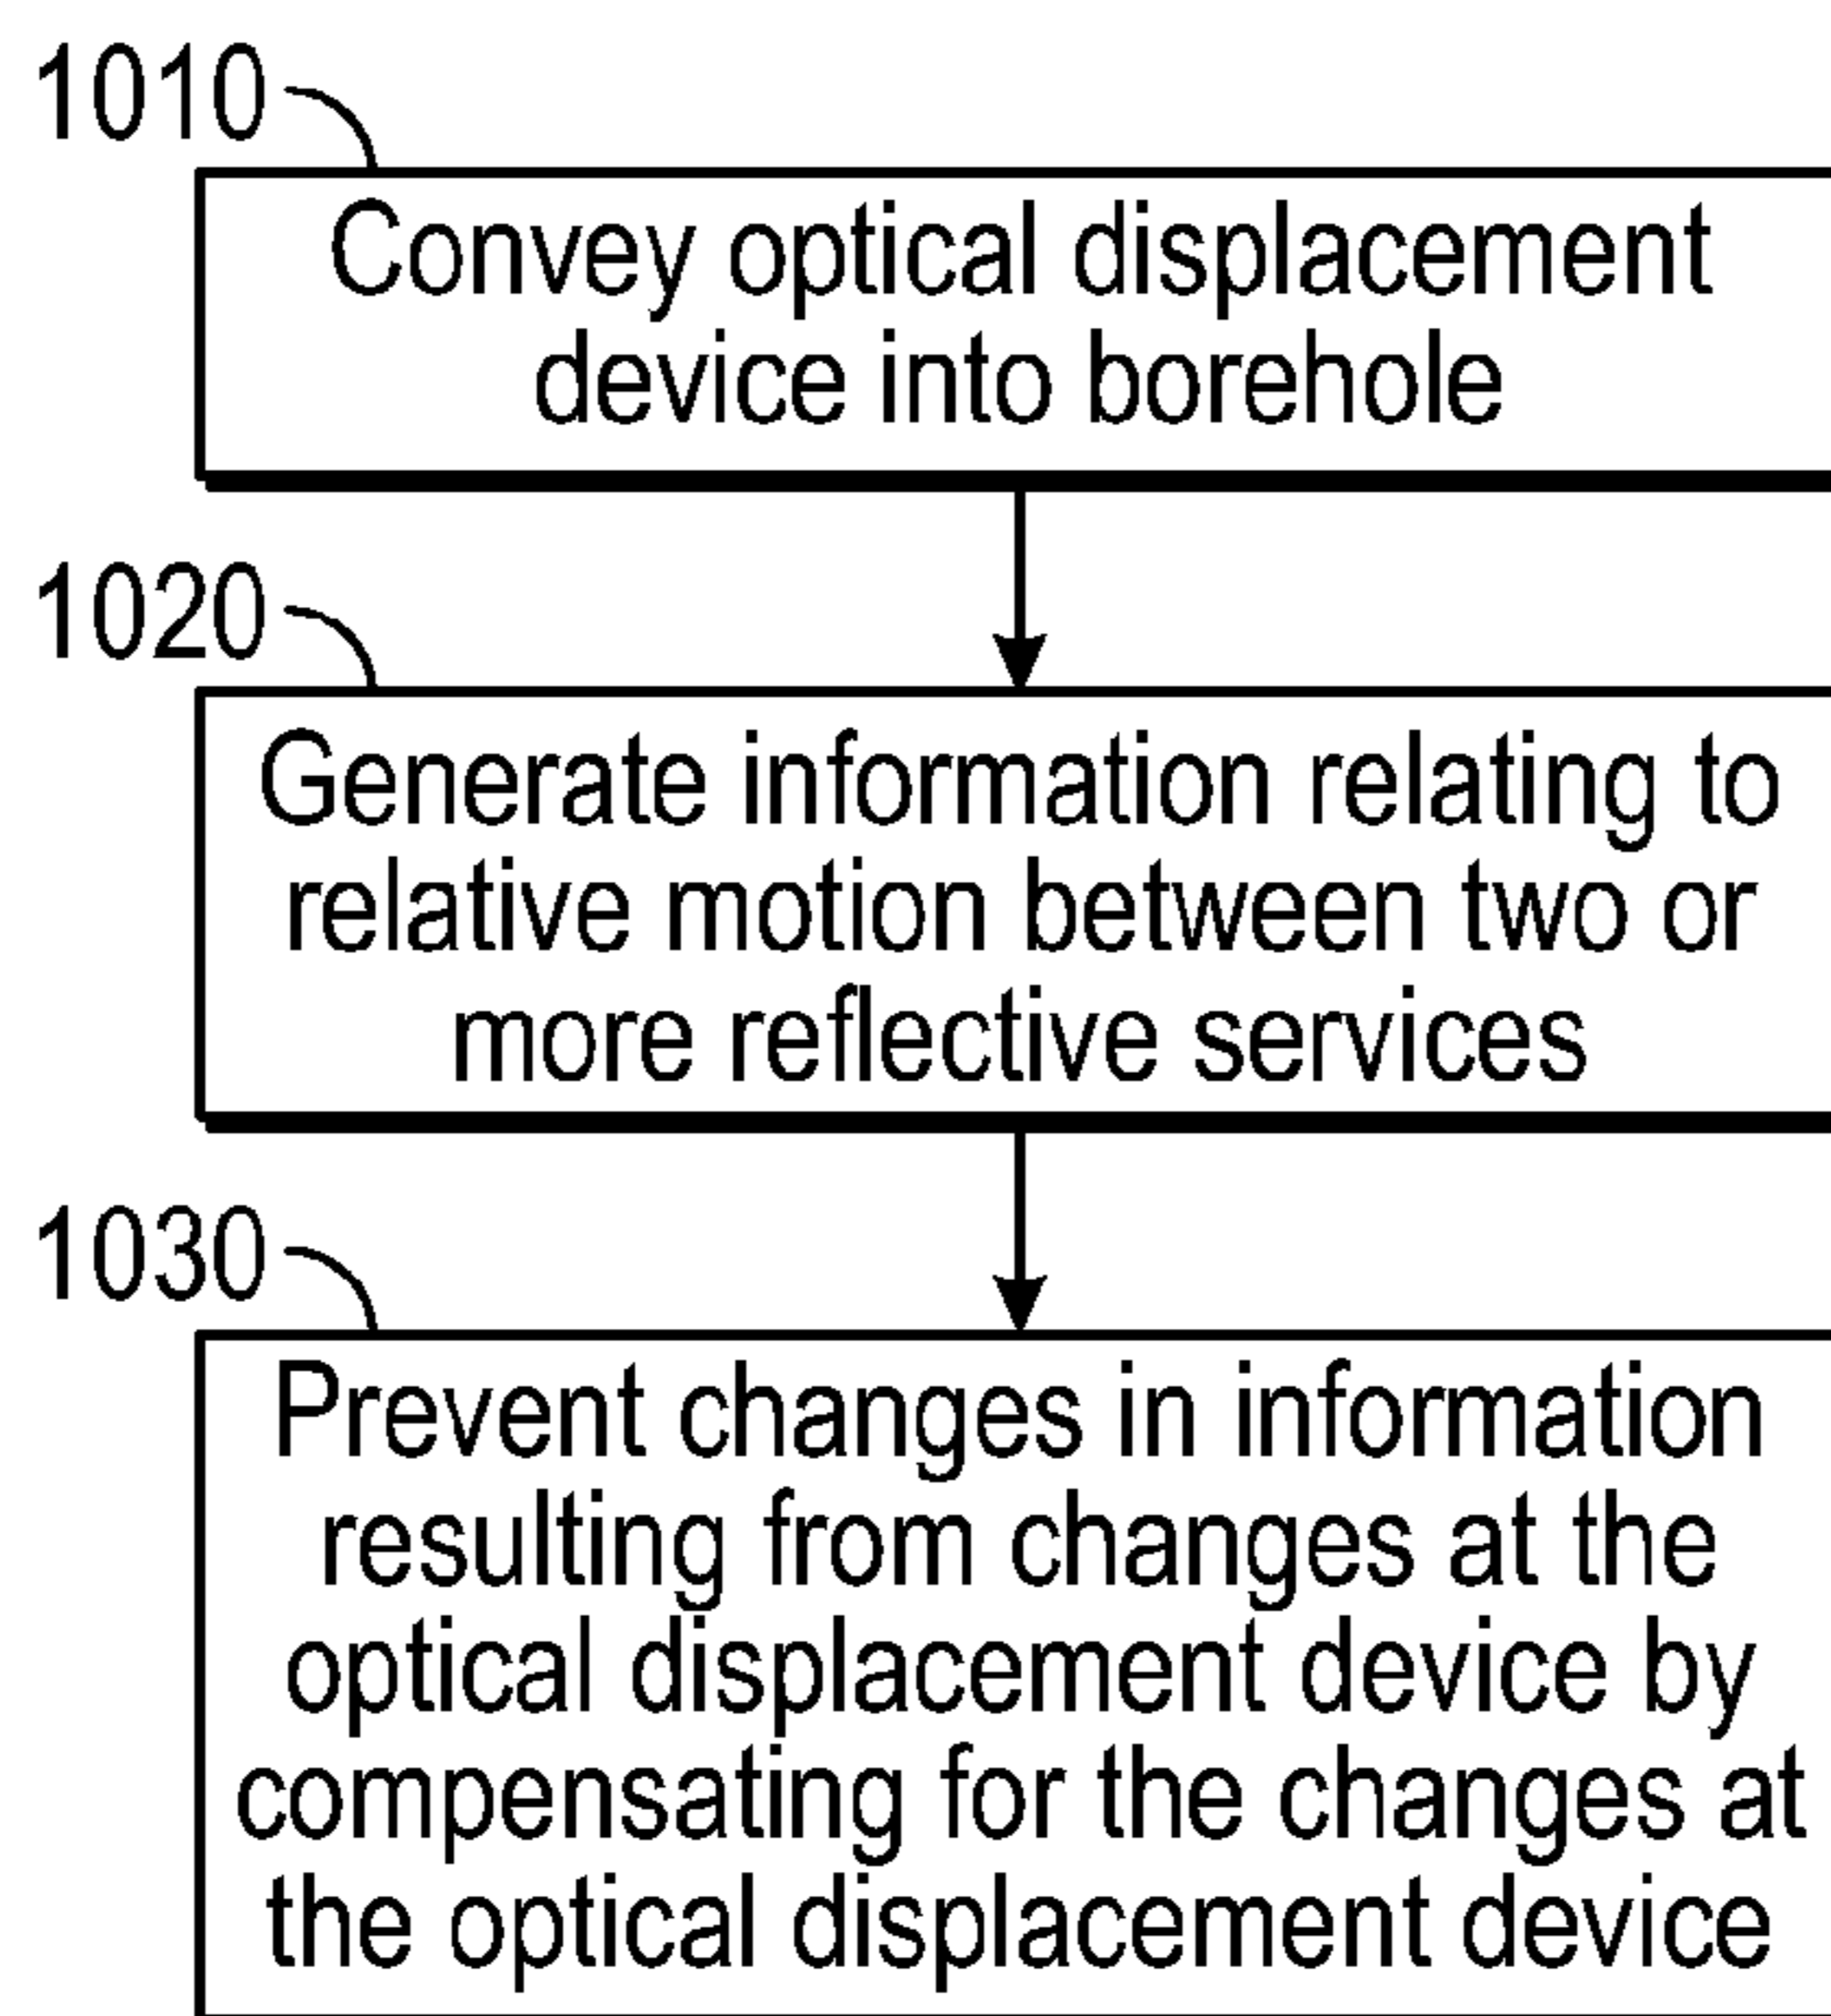 1010
Convey optical displacement
device into borehole
1020
Generate information relating to
relative motion between two or
more reflective services
1030
Prevent changes in information
resulting from changes at the
optical displacement device by
compensating for the changes at
the optical displacement device